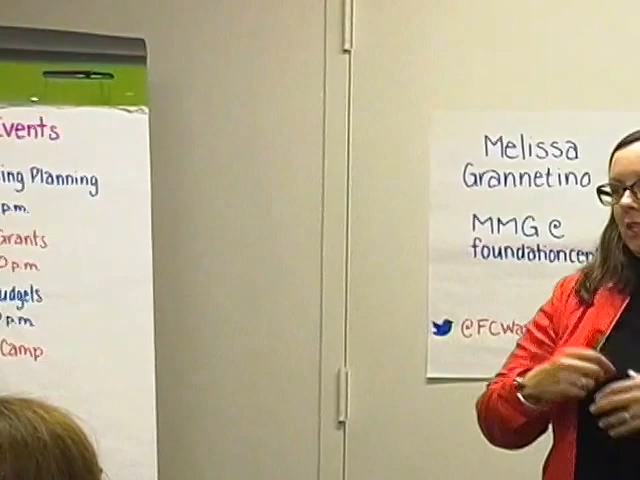 Events
ing Planning
p.m.
Grants
0 p.m.
udgets
p.m.
Camp
Melissa
Grannetino
MMG @
foundationcen
@FCWa